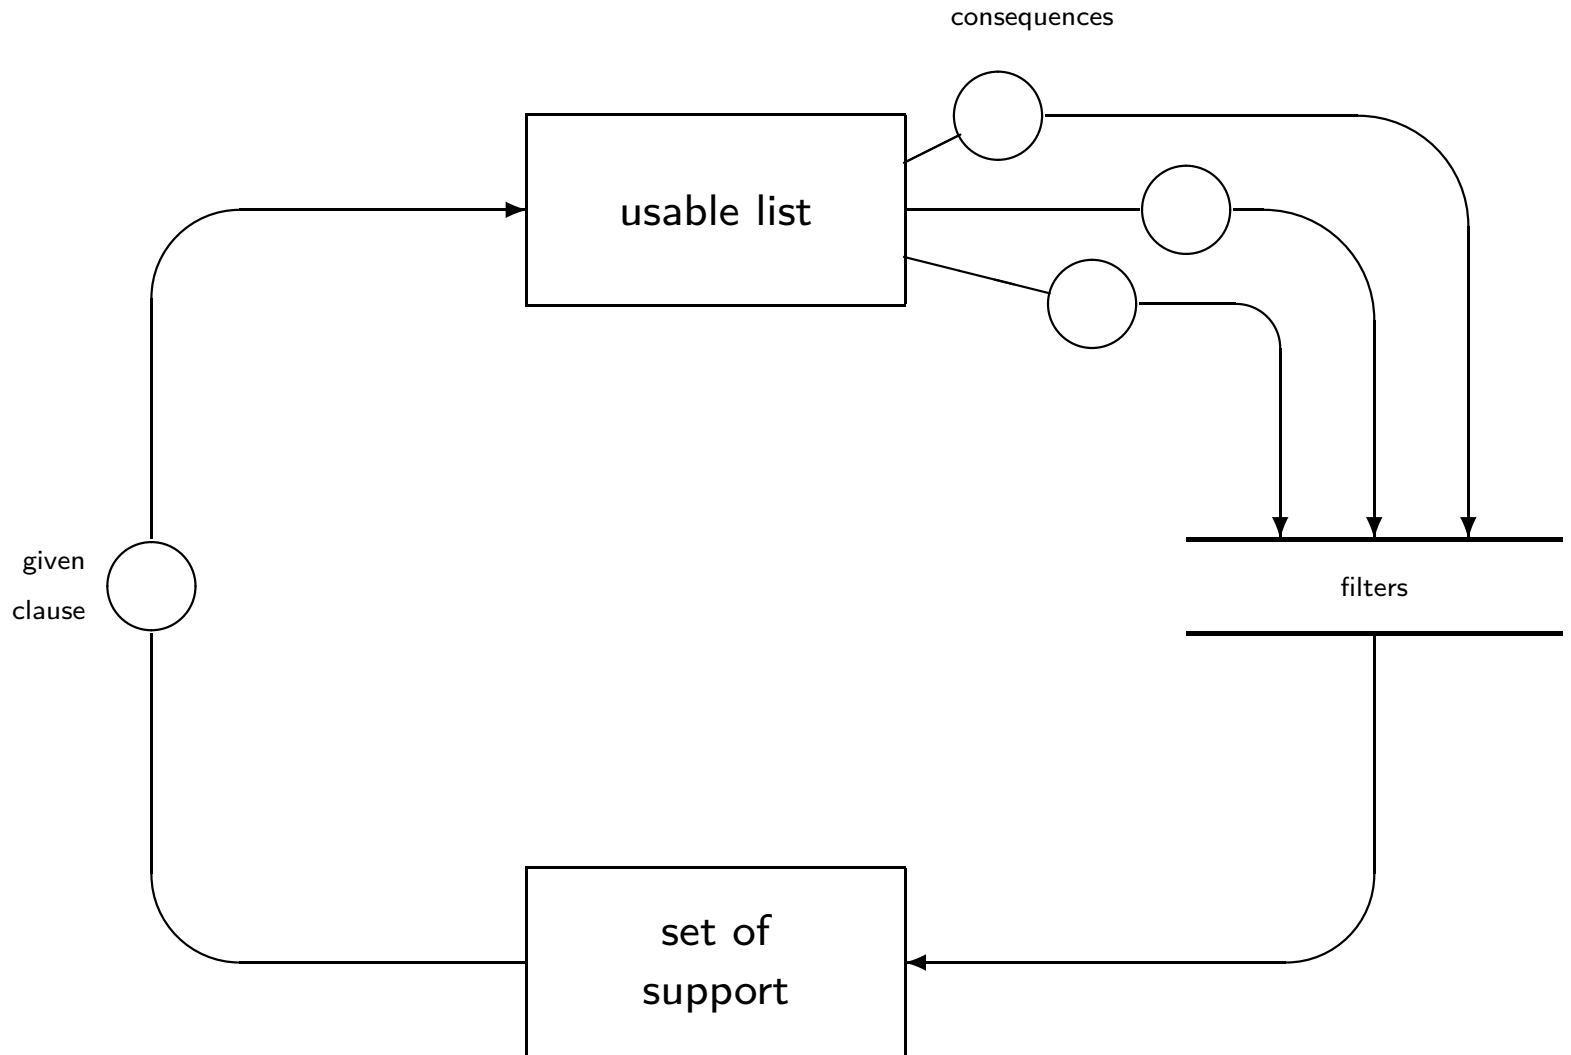 consequences
usable list
given
clause
filters
set of
support